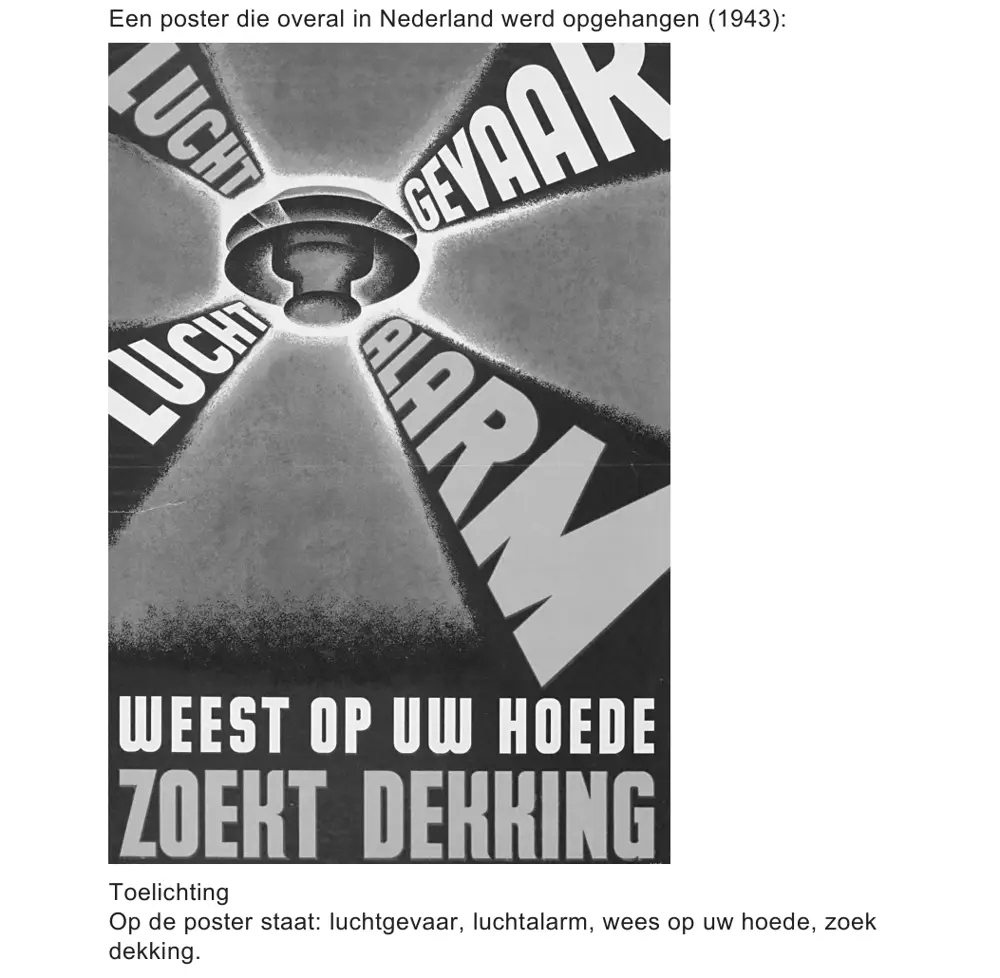 Een poster die overal in Nederland werd opgehangen (1943):
LUCHT GEVAAR
LUCHT ALARM
WEEST OP UW HOEDE
ZOEKT DEKKING
Toelichting
Op de poster staat: luchtgevaar, luchtalarm, wees op uw hoede, zoek
dekking.